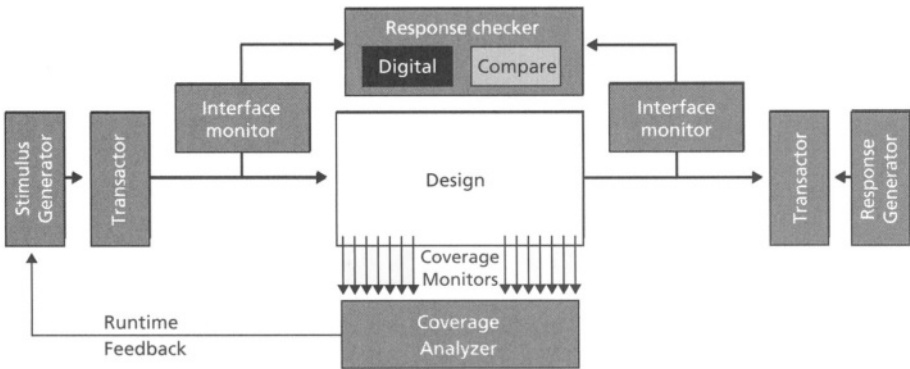 Response checker
Digital
Compare
Interface
monitor
Interface
monitor
Stimulus
Generator
Transactor
Design
Transactor
Response
Generator
Coverage
Monitors
Runtime
Feedback
Coverage
Analyzer